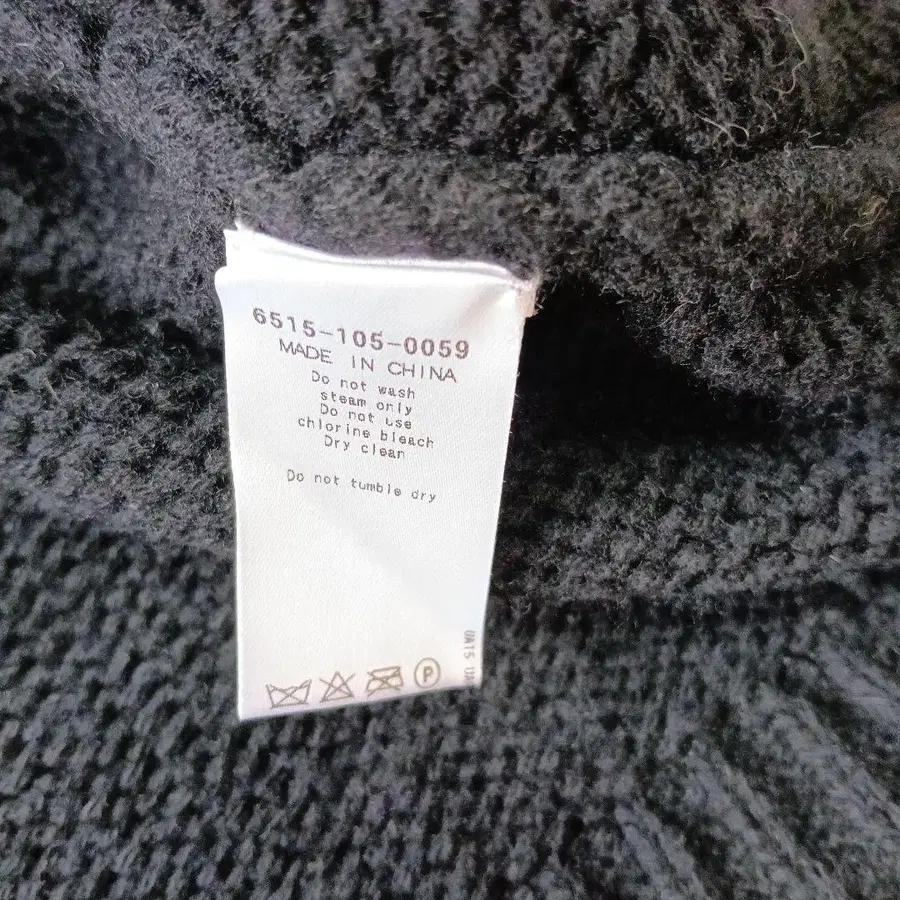 6515-105-0059
MADE IN CHINA
Do not wash
steam only
Do not use
chlorine bleach
Dry clean
Do not tumble dry
P
UA15